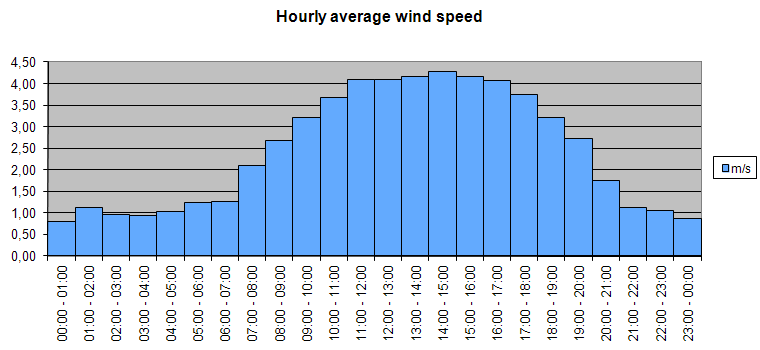 Hourly average wind speed
4,50
4,00
3,50
3,00
2,50
2,00
1,50
1,00
0,50
0,00
m/s
00:00 - 01:00
01:00 - 02:00
02:00 - 03:00
03:00 - 04:00
04:00 - 05:00
05:00 - 06:00
06:00 - 07:00
07:00 - 08:00
08:00 - 09:00
09:00 - 10:00
10:00 - 11:00
11:00 - 12:00
12:00 - 13:00
13:00 - 14:00
14:00 - 15:00
15:00 - 16:00
16:00 - 17:00
17:00 - 18:00
18:00 - 19:00
19:00 - 20:00
20:00 - 21:00
21:00 - 22:00
22:00 - 23:00
23:00 - 00:00